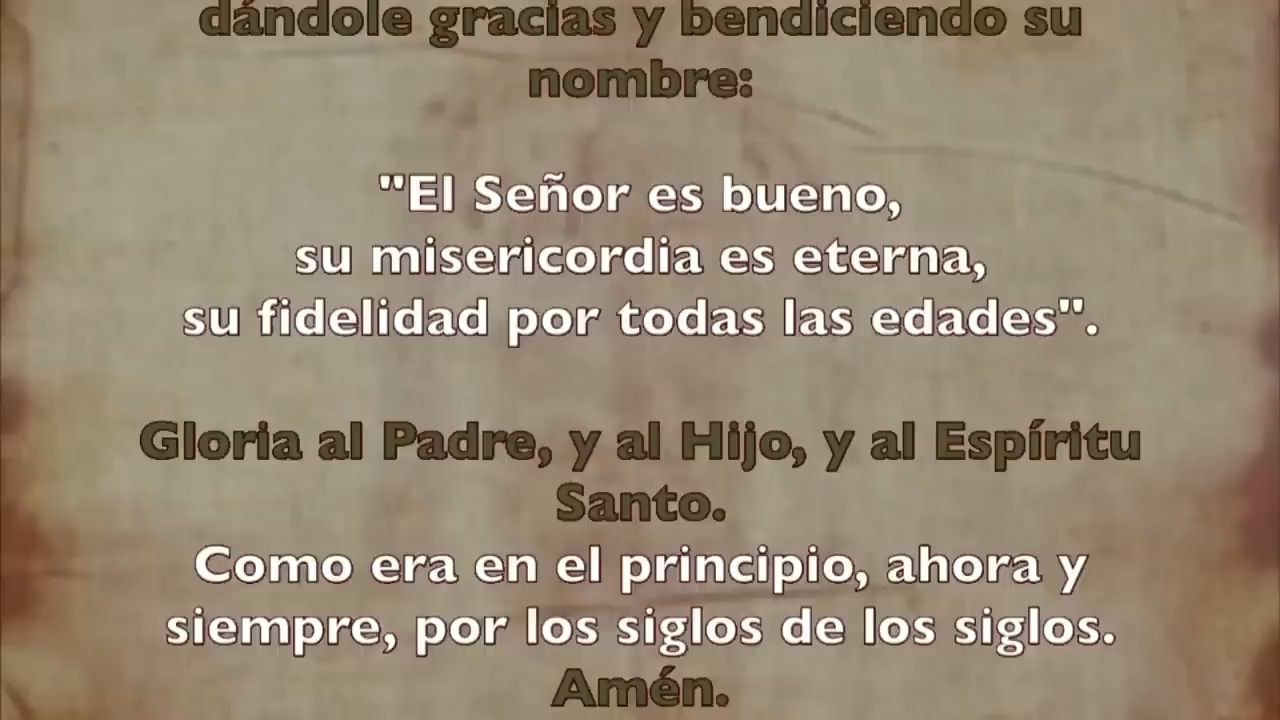 dándole gracias y bendiciendo su
nombre:
"El Señor es bueno,
su misericordia es eterna,
su fidelidad por todas las edades".
Gloria al Padre, y al Hijo, y al Espíritu
Santo.
Como era en el principio, ahora y
siempre, por los siglos de los siglos.
Amén.